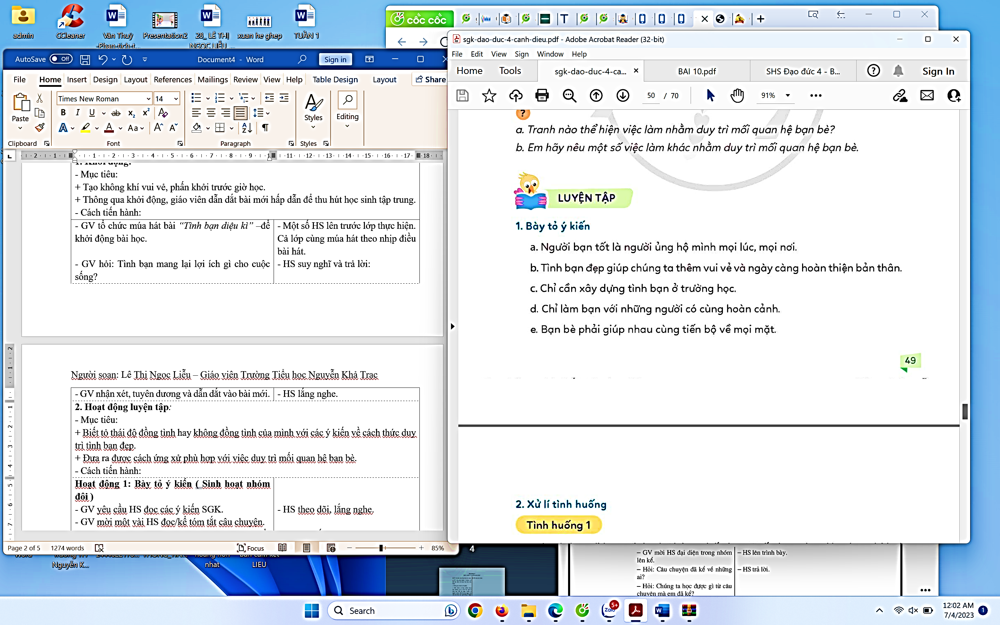 admin
CCleaner
Vân Thuỳ
-Phan-tich-t...
Presentation2
28_ LÊ THỊ
NGỌC LIỄU_...
xuan he ghep
TUẦN 1
cốc cốc
T
AutoSave
Off
Document4 - Word
Sign in
File
Home
Insert
Design
Layout
References
Mailings
Review
View
Help
Table Design
Layout
Share
Paste
Times New Roman
14
Styles
Editing
Clipboard
Font
Paragraph
Styles
1. Khởi động:
- Mục tiêu:
+ Tạo không khí vui vẻ, phấn khởi trước giờ học.
+ Thông qua khởi động, giáo viên dẫn dắt bài mới hấp dẫn để thu hút học sinh tập trung.
- Cách tiến hành:
- GV tổ chức múa hát bài “Tình bạn diệu kì” –để
khởi động bài học.
- GV hỏi: Tình bạn mang lại lợi ích gì cho cuộc
sống?
- Một số HS lên trước lớp thực hiện.
Cả lớp cùng múa hát theo nhịp điều
bài hát.
- HS suy nghĩ và trả lời:
Người soạn: Lê Thị Ngọc Liễu – Giáo viên Trường Tiểu học Nguyễn Khả Trạc
- GV nhận xét, tuyên dương và dẫn dắt vào bài mới.
- HS lắng nghe.
2. Hoạt động luyện tập:
- Mục tiêu:
+ Biết tỏ thái độ đồng tình hay không đồng tình của mình với các ý kiến về cách thức duy
trì tình bạn đẹp.
+ Đưa ra được cách ứng xử phù hợp với việc duy trì mối quan hệ bạn bè.
- Cách tiến hành:
Hoạt động 1: Bày tỏ ý kiến ( Sinh hoạt nhóm
đôi )
- GV yêu cầu HS đọc các ý kiến SGK.
- GV mời một vài HS đọc/kể tóm tắt câu chuyện.
- HS theo dõi, lắng nghe.
Page 2 of 5
1274 words
Focus
85%
sgk-dao-duc-4-canh-dieu.pdf - Adobe Acrobat Reader (32-bit)
File
Edit
View
Sign
Window
Help
Home
Tools
sgk-dao-duc-4-ca...
BAI 10.pdf
SHS Đạo đức 4 - B...
Sign In
50 / 70
91%
a. Tranh nào thể hiện việc làm nhằm duy trì mối quan hệ bạn bè?
b. Em hãy nêu một số việc làm khác nhằm duy trì mối quan hệ bạn bè.
LUYỆN TẬP
1. Bày tỏ ý kiến
a. Người bạn tốt là người ủng hộ mình mọi lúc, mọi nơi.
b. Tình bạn đẹp giúp chúng ta thêm vui vẻ và ngày càng hoàn thiện bản thân.
c. Chỉ cần xây dựng tình bạn ở trường học.
d. Chỉ làm bạn với những người có cùng hoàn cảnh.
e. Bạn bè phải giúp nhau cùng tiến bộ về mọi mặt.
49
2. Xử lí tình huống
Tình huống 1
Nguyễn K...
nhat
LIEU
4
– GV mời HS đại diện trong nhóm
lên kể.
– Hỏi: Câu chuyện đã kể về những
ai?
– Hỏi: Chúng ta học được gì từ câu
chuyện mà em đã kể?
– HS lên trình bày.
– HS trả lời.
Search
Zalo
5+
12:02 AM
7/4/2023
1